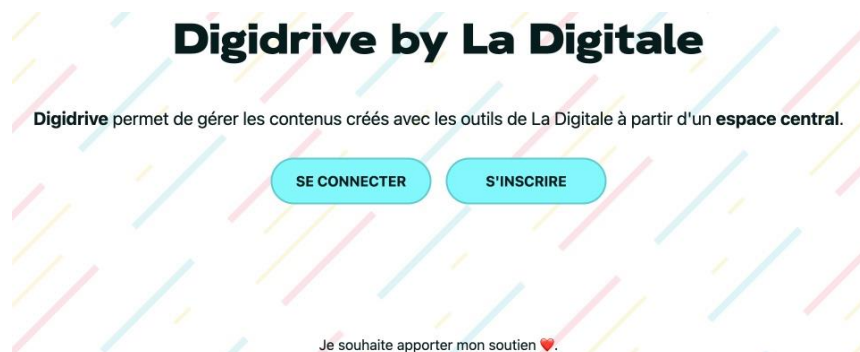 Digidrive by La Digitale
Digidrive permet de gérer les contenus créés avec les outils de La Digitale à partir d'un espace central.
SE CONNECTER
S'INSCRIRE
Je souhaite apporter mon soutien ❤️.